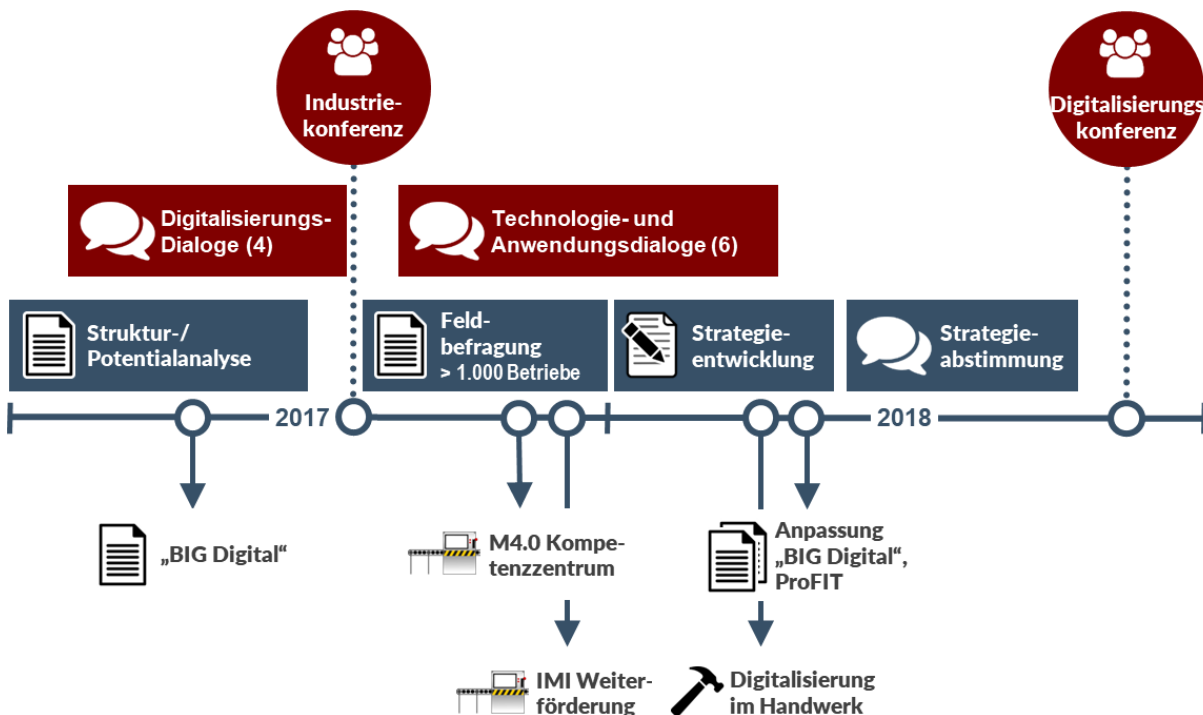 Industrie-
konferenz
Digitalisierungs
konferenz
Digitalisierungs-
Dialoge (4)
Technologie- und
Anwendungsdialoge (6)
Struktur-/
Potentialanalyse
Feld-
befragung
> 1.000 Betriebe
Strategie-
entwicklung
Strategie-
abstimmung
2017
2018
„BIG Digital“
M4.0 Kompe-
tenzzentrum
Anpassung
„BIG Digital“,
ProFIT
IMI Weiter-
förderung
Digitalisierung
im Handwerk